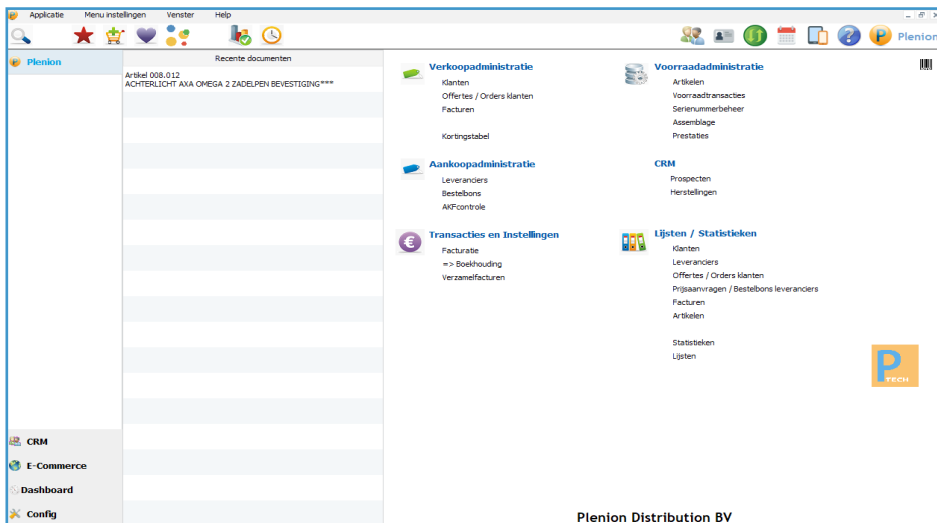 Applicatie Menu instellingen Venster Help
Plenion
Plenion
Recente documenten
Artikel 008.012
ACHTERLICHT AXA OMEGA 2 ZADELPEN BEVESTIGING***
Verkoopadministratie
Klanten
Offertes / Orders klanten
Facturen
Kortingstabel
Aankoopadministratie
Leveranciers
Bestelbons
AKFcontrole
Transacties en Instellingen
Facturatie
=> Boekhouding
Verzamelfacturen
Voorraadadministratie
Artikelen
Voorraadtransacties
Serienummerbeheer
Assemblage
Prestaties
CRM
Prospecten
Herstellingen
Lijsten / Statistieken
Klanten
Leveranciers
Offertes / Orders klanten
Prijsaanvragen / Bestelbons leveranciers
Facturen
Artikelen
Statistieken
Lijsten
P
TECH
CRM
E-Commerce
Dashboard
Config
Plenion Distribution BV